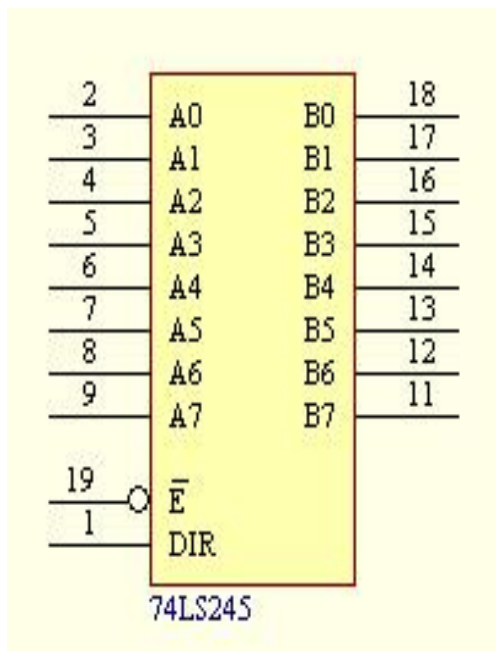 2 A0 B0 18
3 A1 B1 17
4 A2 B2 16
5 A3 B3 15
6 A4 B4 14
7 A5 B5 13
8 A6 B6 12
9 A7 B7 11
19 E̅
1 DIR
74LS245